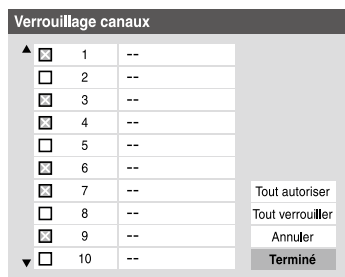 Verrouillage canaux
1 --
2 --
3 --
4 --
5 --
6 --
7 --
8 --
9 --
10 --
Tout autoriser
Tout verrouiller
Annuler
Terminé